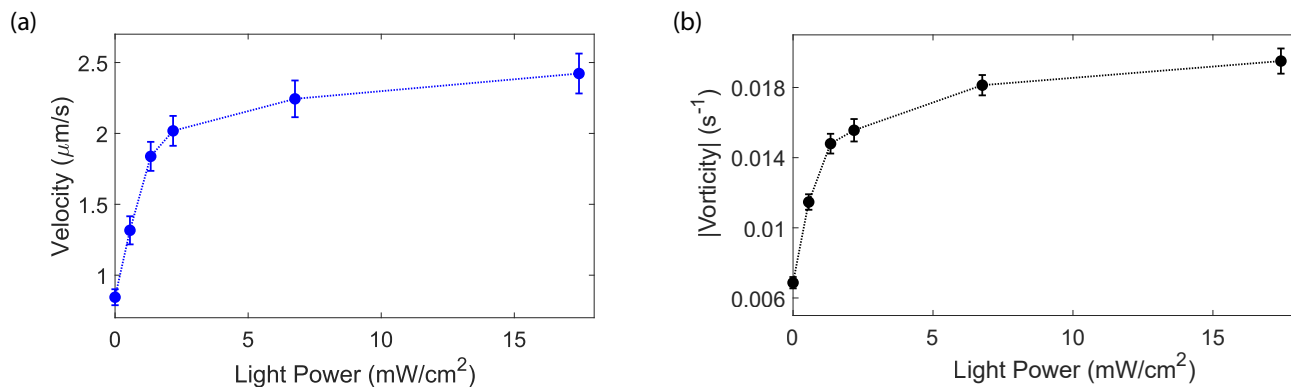 (a)
Velocity (μm/s)
2.5
2
1.5
1
0
5
10
15
Light Power (mW/cm²)
(b)
|Vorticity| (s⁻¹)
0.018
0.014
0.01
0.006
0
5
10
15
Light Power (mW/cm²)